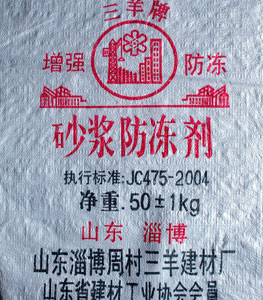 三羊牌
增强 防冻
砂浆防冻剂
执行标准:JC475-2004
净重:50±1kg
山东 淄博
山东淄博周村三羊建材厂
山东省建材工业协会会员